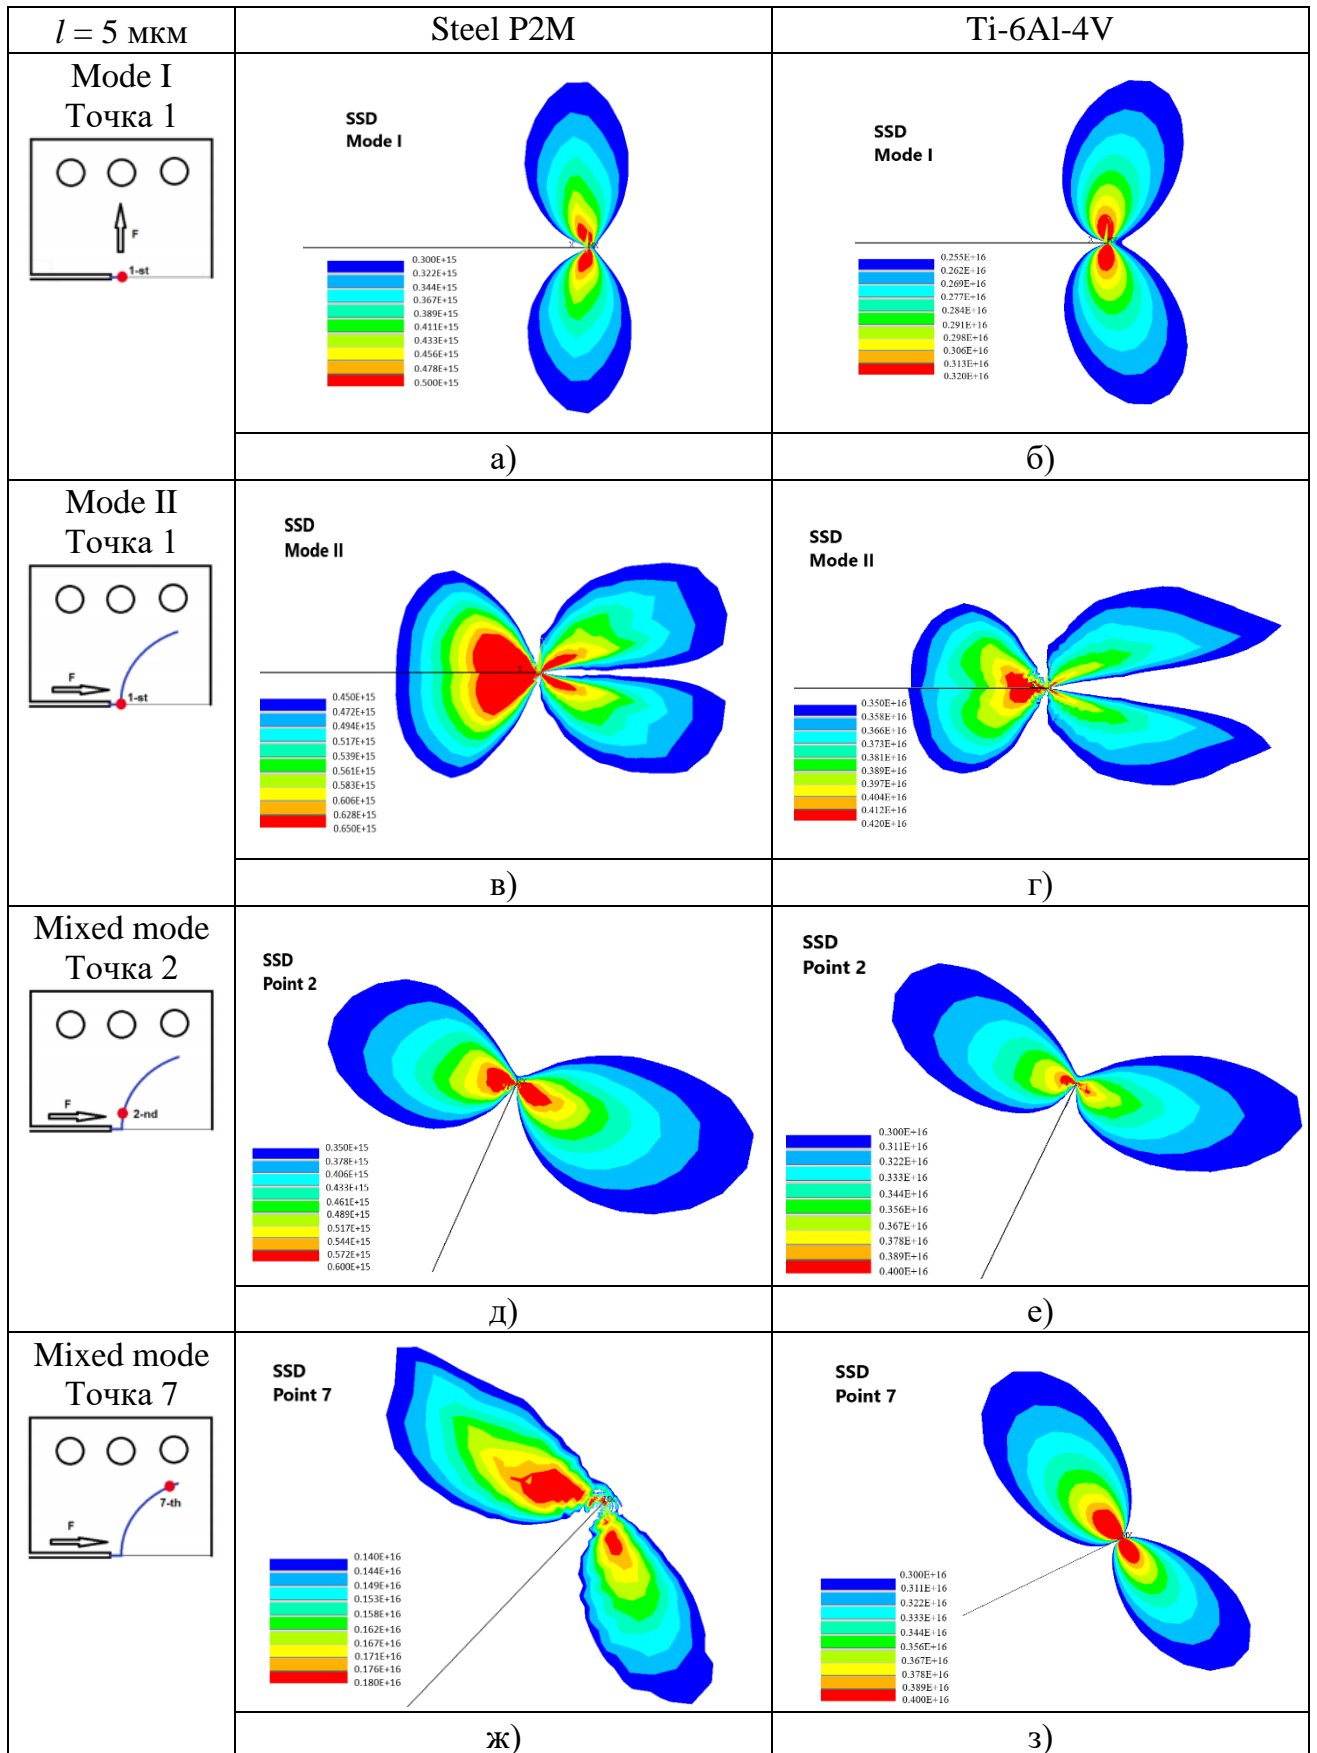 l = 5 мкм
Steel P2M
Ti-6Al-4V
Mode I
Точка 1
F
1-st
SSD
Mode I
0.300E+15
0.322E+15
0.344E+15
0.367E+15
0.389E+15
0.411E+15
0.433E+15
0.456E+15
0.478E+15
0.500E+15
SSD
Mode I
0.255E+16
0.262E+16
0.269E+16
0.277E+16
0.284E+16
0.291E+16
0.298E+16
0.306E+16
0.313E+16
0.320E+16
а)
б)
Mode II
Точка 1
F
1-st
SSD
Mode II
0.450E+15
0.472E+15
0.494E+15
0.517E+15
0.539E+15
0.561E+15
0.583E+15
0.606E+15
0.628E+15
0.650E+15
SSD
Mode II
0.350E+16
0.358E+16
0.366E+16
0.373E+16
0.381E+16
0.389E+16
0.397E+16
0.404E+16
0.412E+16
0.420E+16
в)
г)
Mixed mode
Точка 2
F
2-nd
SSD
Point 2
0.350E+15
0.378E+15
0.406E+15
0.433E+15
0.461E+15
0.489E+15
0.517E+15
0.544E+15
0.572E+15
0.600E+15
SSD
Point 2
0.300E+16
0.311E+16
0.322E+16
0.333E+16
0.344E+16
0.356E+16
0.367E+16
0.378E+16
0.389E+16
0.400E+16
д)
е)
Mixed mode
Точка 7
F
7-th
SSD
Point 7
0.140E+16
0.144E+16
0.149E+16
0.153E+16
0.158E+16
0.162E+16
0.167E+16
0.171E+16
0.176E+16
0.180E+16
SSD
Point 7
0.300E+16
0.311E+16
0.322E+16
0.333E+16
0.344E+16
0.356E+16
0.367E+16
0.378E+16
0.389E+16
0.400E+16
ж)
з)